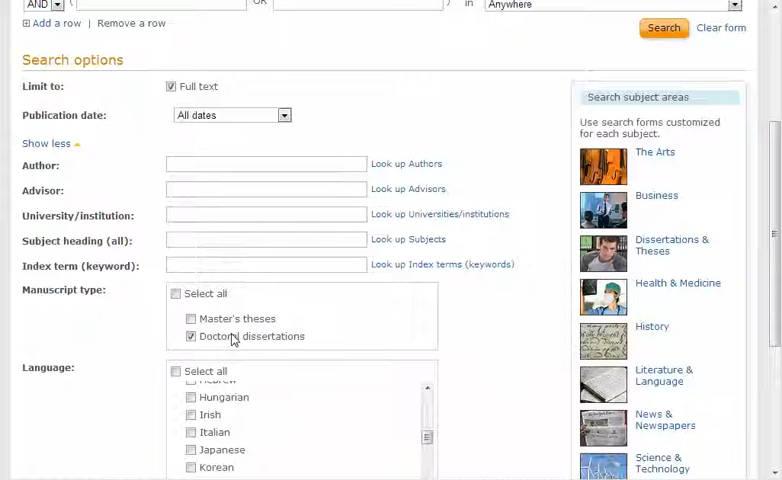 AND ( OR ) in Anywhere
Add a row | Remove a row
Search Clear form
Search options
Limit to: Full text
Publication date: All dates
Show less
Author: Look up Authors
Advisor: Look up Advisors
University/institution: Look up Universities/institutions
Subject heading (all): Look up Subjects
Index term (keyword): Look up Index terms (keywords)
Manuscript type: Select all
Master's theses
Doctoral dissertations
Language: Select all
Hebrew
Hungarian
Irish
Italian
Japanese
Korean
Search subject areas
Use search forms customized
for each subject.
The Arts
Business
Dissertations &
Theses
Health & Medicine
History
Literature &
Language
News &
Newspapers
Science &
Technology